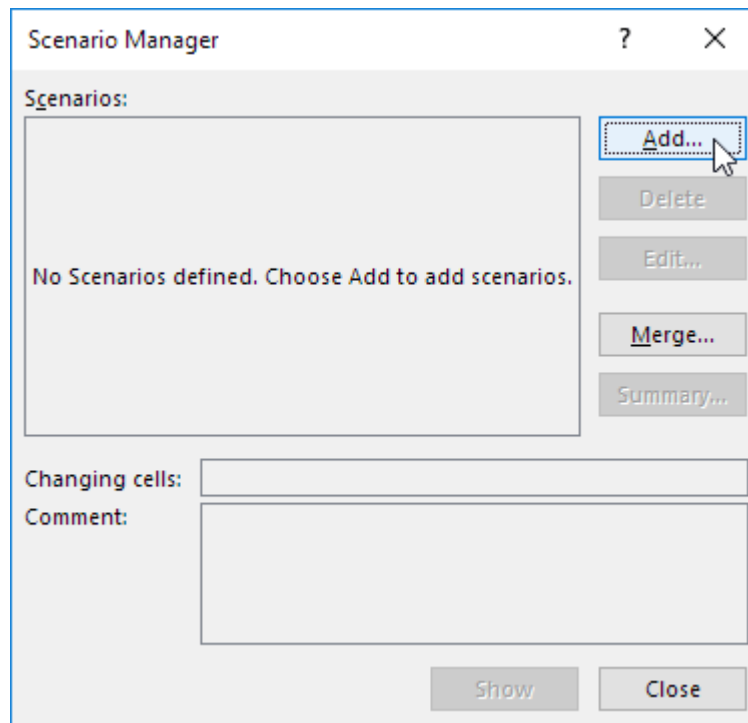 Scenario Manager
?
Scenarios:
Add...
Delete
No Scenarios defined. Choose Add to add scenarios.
Edit...
Merge...
Summary...
Changing cells:
Comment:
Show
Close